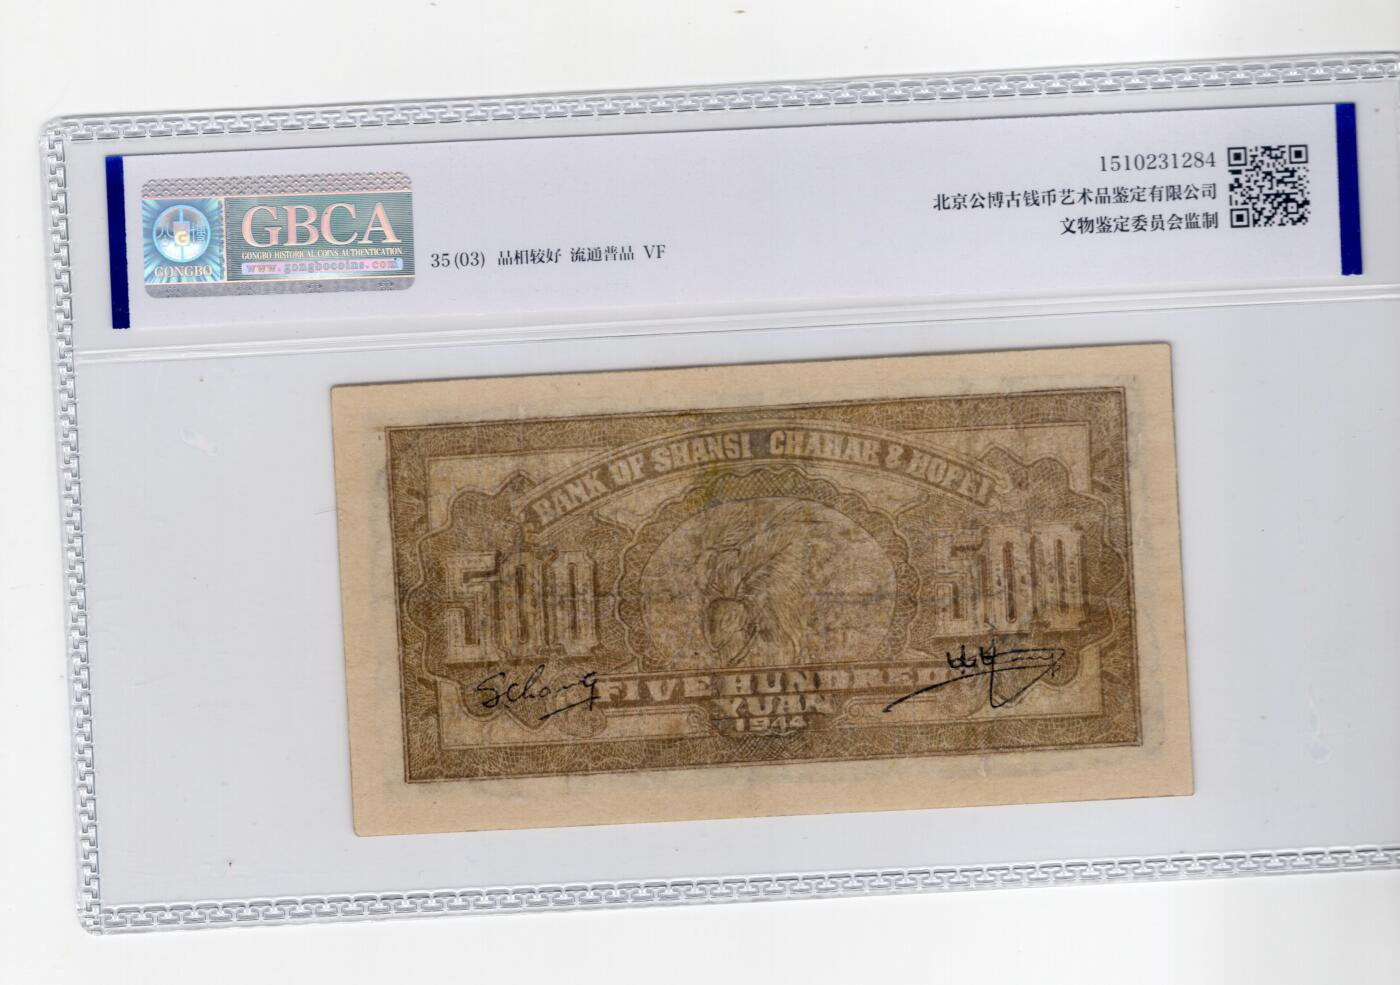 1510231284
北京公博古钱币艺术品鉴定有限公司
文物鉴定委员会监制
GBCA
GONGBO HISTORICAL COINS AUTHENTICATION
www.gongbocoins.com
GONGBO
35 (03) 品相较好 流通普品 VF
BANK OF SHANSI CHAHAR & HOPEI
500
500
S Chang
FIVE HUNDRED
YUAN
1944